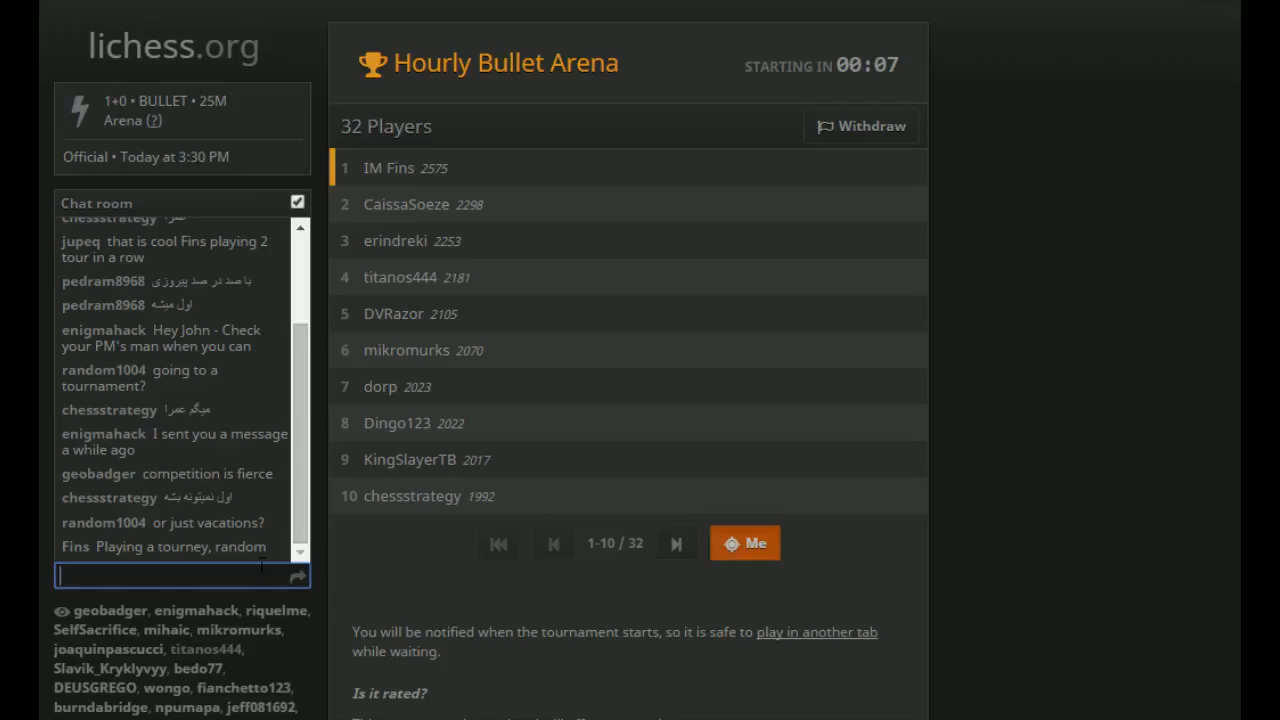 lichess.org
1+0 • BULLET • 25M
Arena (?)
Official • Today at 3:30 PM
Chat room
chessstrategy عمرا
jupeq that is cool Fins playing 2
tour in a row
pedram8968 با صد در صد پیروزی
pedram8968 اول میشه
enigmahack Hey John - Check
your PM's man when you can
random1004 going to a
tournament?
chessstrategy میگم عمرا
enigmahack I sent you a message
a while ago
geobadger competition is fierce
chessstrategy اول نمیتونه بشه
random1004 or just vacations?
Fins Playing a tourney, random
geobadger, enigmahack, riquelme,
SelfSacrifice, mihaic, mikromurks,
joaquinpascucci, titanos444,
Slavik_Kryklyvyy, bedo77,
DEUSGREGO, wongo, fianchetto123,
burndabridge, npumapa, jeff081692,
Hourly Bullet Arena
STARTING IN 00:07
32 Players
Withdraw
1 IM Fins 2575
2 CaissaSoeze 2298
3 erindreki 2253
4 titanos444 2181
5 DVRazor 2105
6 mikromurks 2070
7 dorp 2023
8 Dingo123 2022
9 KingSlayerTB 2017
10 chessstrategy 1992
1-10 / 32
Me
You will be notified when the tournament starts, so it is safe to play in another tab
while waiting.
Is it rated?